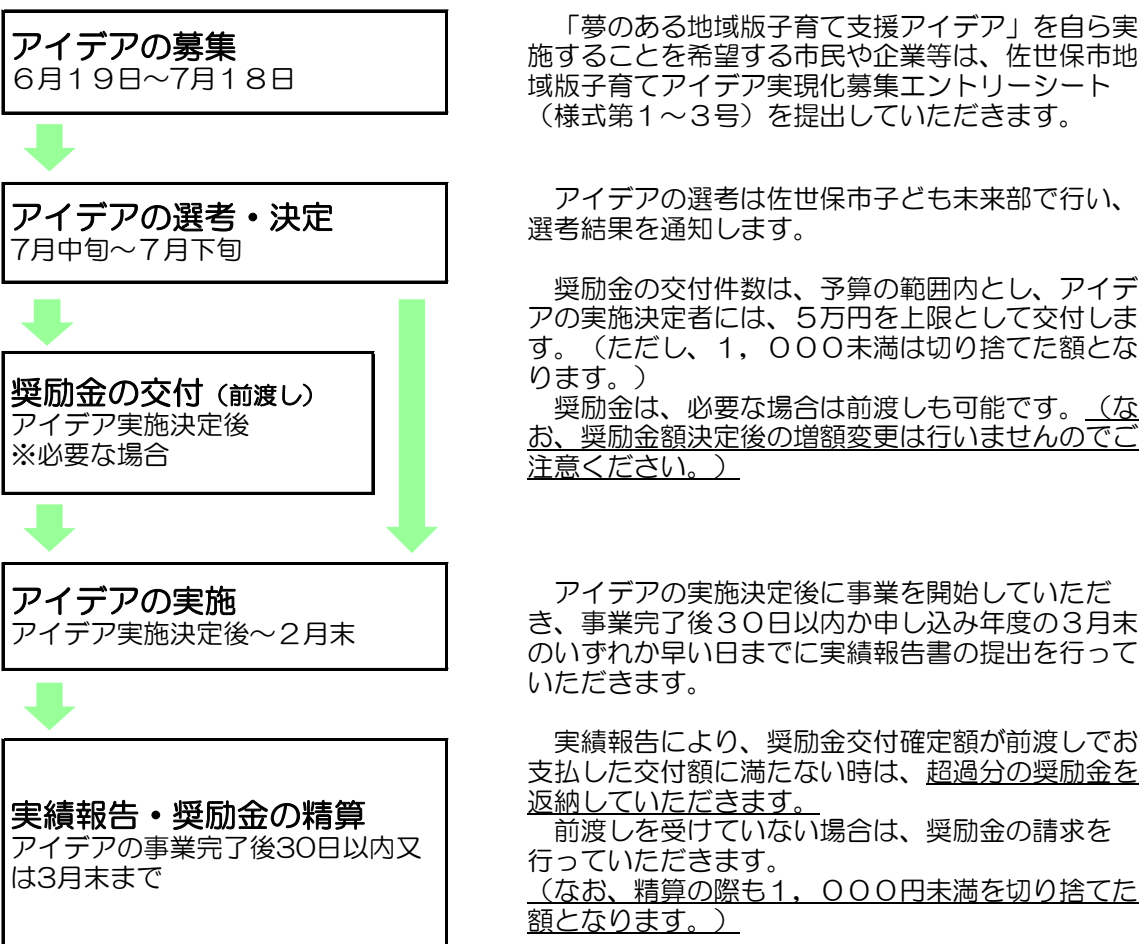 アイデアの募集
6月19日～7月18日
「夢のある地域版子育て支援アイデア」を自ら実
施することを希望する市民や企業等は、佐世保市地
域版子育てアイデア実現化募集エントリーシート
（様式第1～3号）を提出していただきます。
アイデアの選考・決定
7月中旬～7月下旬
アイデアの選考は佐世保市子ども未来部で行い、
選考結果を通知します。
奨励金の交付件数は、予算の範囲内とし、アイデ
アの実施決定者には、5万円を上限として交付しま
す。（ただし、1，000未満は切り捨てた額とな
ります。）
奨励金は、必要な場合は前渡しも可能です。（な
お、奨励金額決定後の増額変更は行いませんのでご
注意ください。）
奨励金の交付（前渡し）
アイデア実施決定後
※必要な場合
アイデアの実施
アイデア実施決定後～2月末
アイデアの実施決定後に事業を開始していただ
き、事業完了後30日以内か申し込み年度の3月末
のいずれか早い日までに実績報告書の提出を行って
いただきます。
実績報告・奨励金の精算
アイデアの事業完了後30日以内又
は3月末まで
実績報告により、奨励金交付確定額が前渡しでお
支払した交付額に満たない時は、超過分の奨励金を
返納していただきます。
前渡しを受けていない場合は、奨励金の請求を
行っていただきます。
（なお、精算の際も1，000円未満を切り捨てた
額となります。）